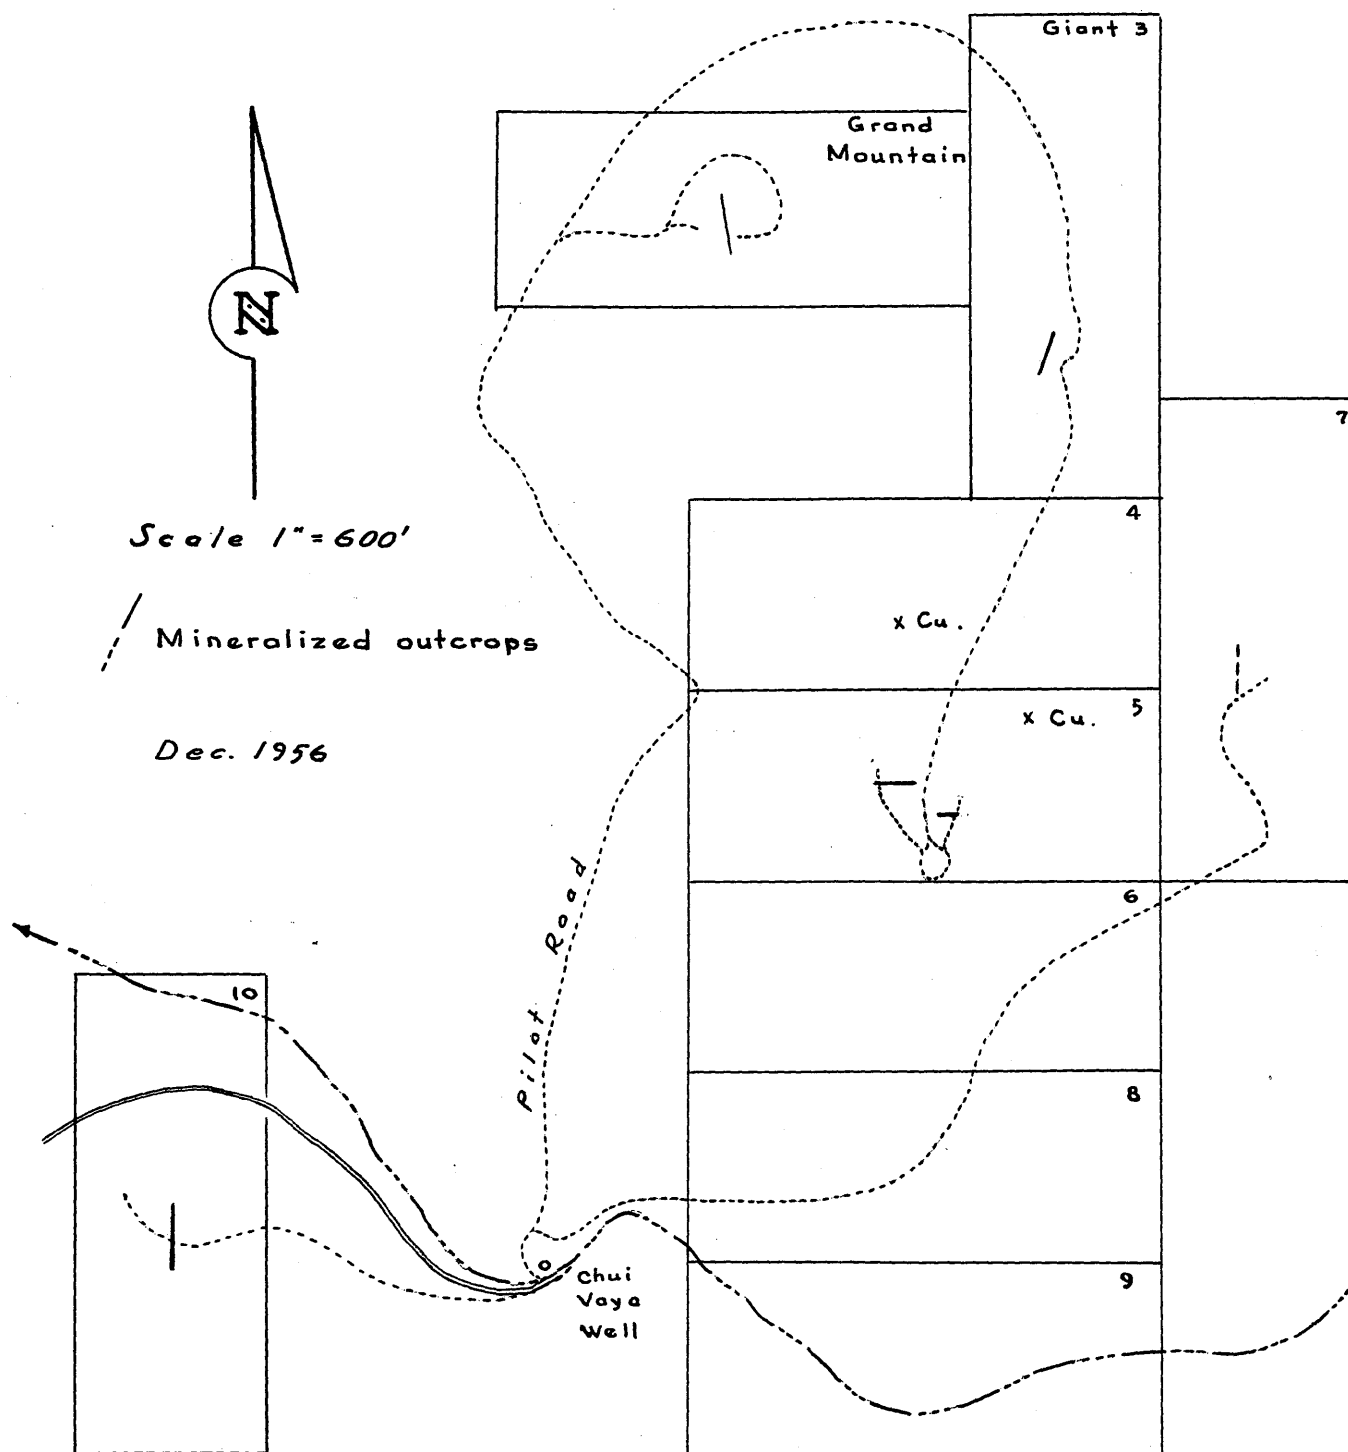 Giant 3
Grand
Mountain
N
7
4
Scale 1"= 600'
x Cu.
Mineralized outcrops
5
x Cu.
Dec. 1956
Pilot Road
6
10
8
Chui
Vaya
Well
9